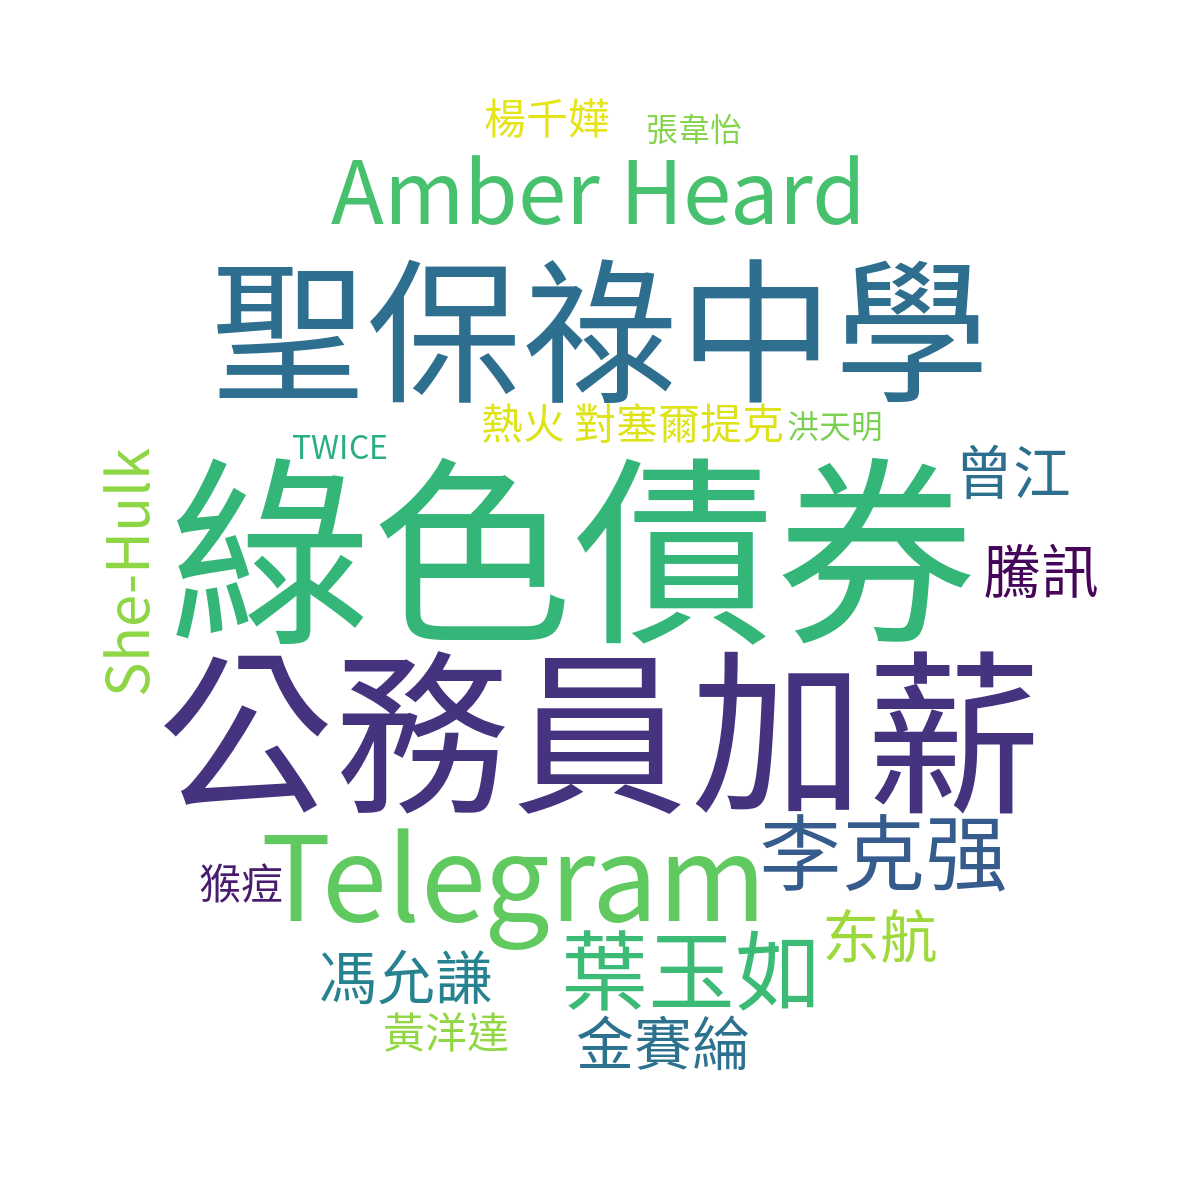 楊千嬅
張韋怡
Amber Heard
聖保祿中學
熱火 對塞爾提克
洪天明
TWICE
曾江
She-Hulk
綠色債券
騰訊
公務員加薪
Telegram
李克强
猴痘
东航
葉玉如
馮允謙
黃洋達
金賽綸